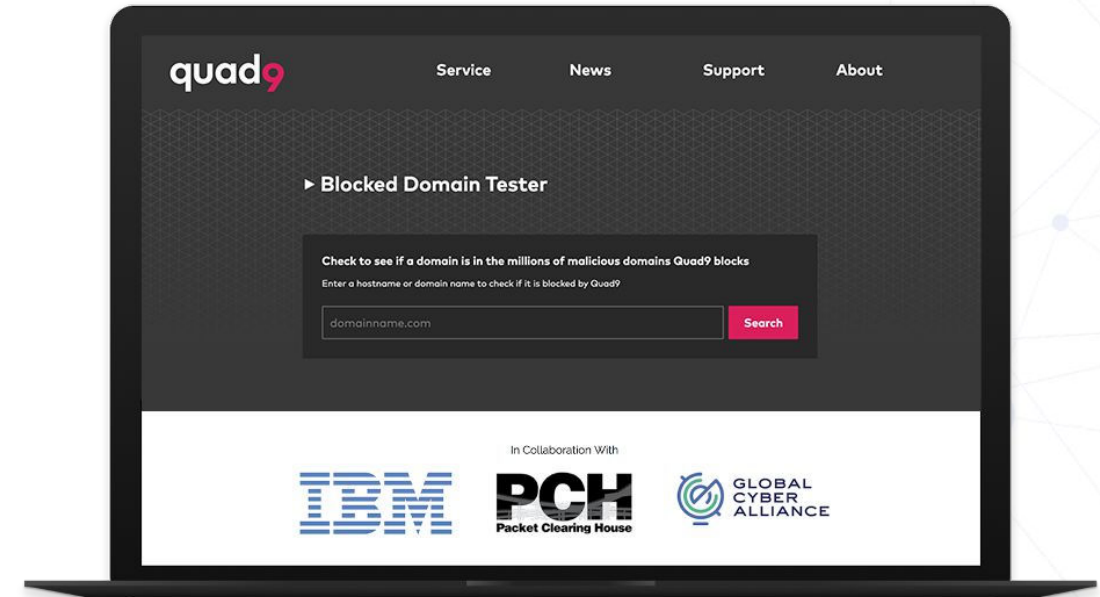 quad9
Service News Support About
Blocked Domain Tester
Check to see if a domain is in the millions of malicious domains Quad9 blocks
Enter a hostname or domain name to check if it is blocked by Quad9
domainname.com Search
In Collaboration With
IBM
PCH
Packet Clearing House
GLOBAL
CYBER
ALLIANCE